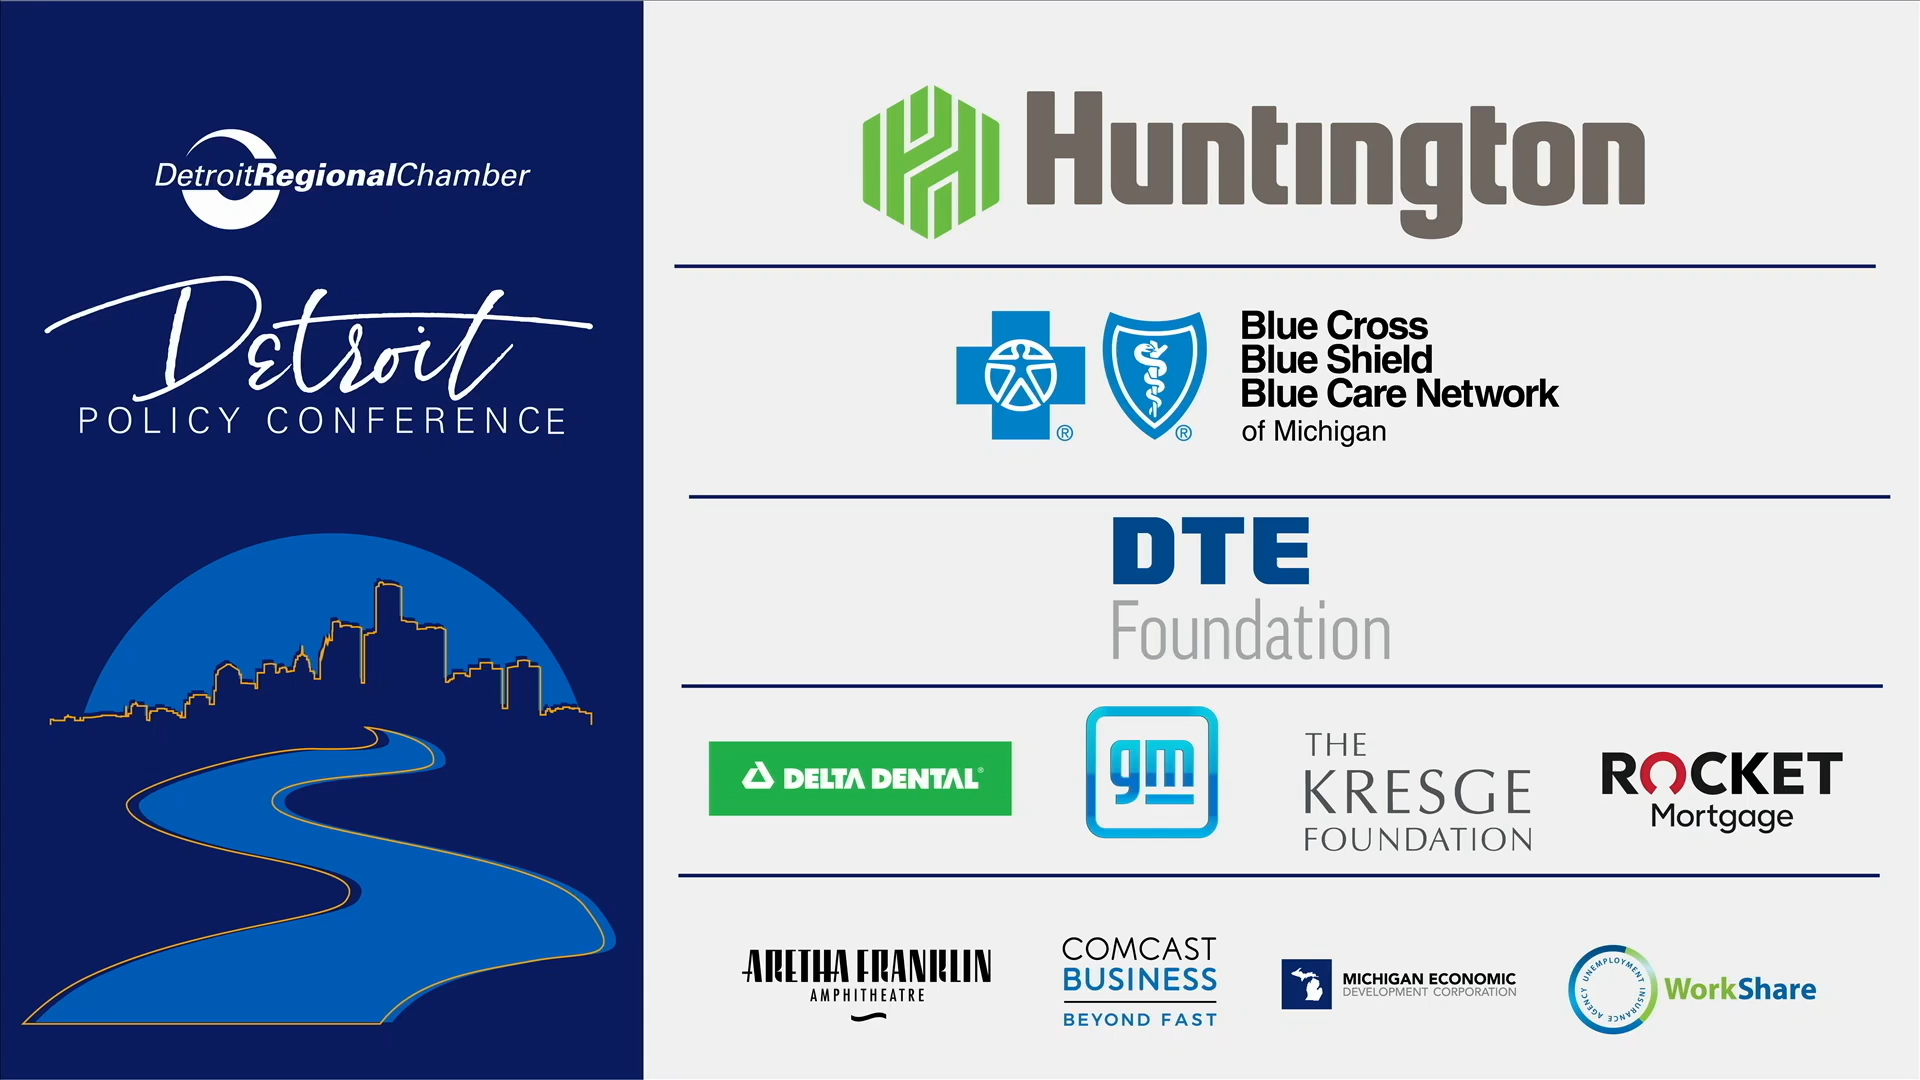 DetroitRegionalChamber
Detroit
POLICY CONFERENCE
Huntington
Blue Cross
Blue Shield
Blue Care Network
of Michigan
® ®
DTE
Foundation
DELTA DENTAL®
gm
THE
KRESGE
FOUNDATION
ROCKET
Mortgage
ARETHA FRANKLIN
AMPHITHEATRE
COMCAST
BUSINESS
BEYOND FAST
MICHIGAN ECONOMIC
DEVELOPMENT CORPORATION
UNEMPLOYMENT INSURANCE AGENCY
WorkShare